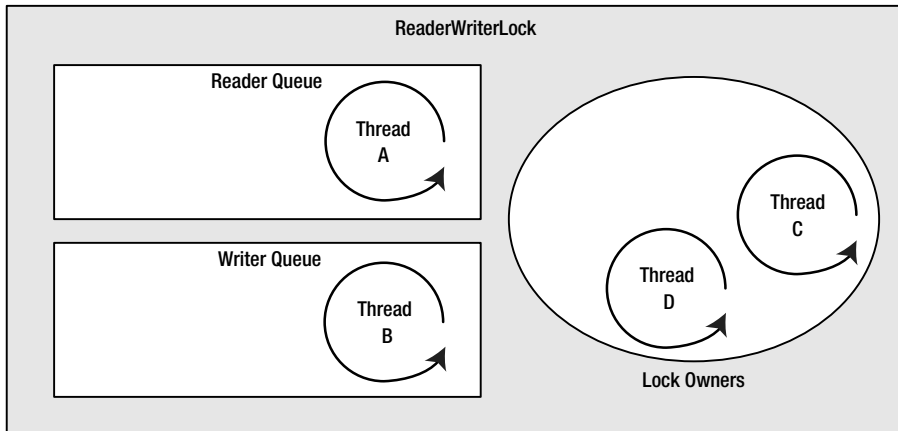 ReaderWriterLock
Reader Queue
Thread
A
Writer Queue
Thread
B
Thread
C
Thread
D
Lock Owners